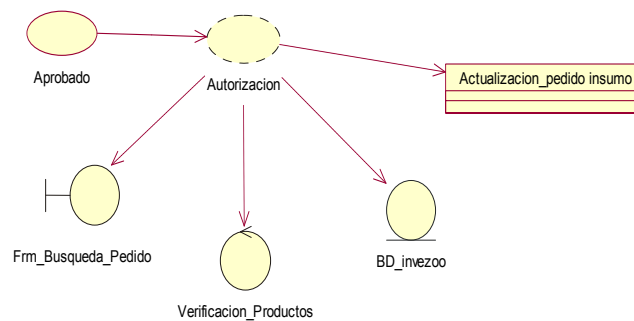 Aprobado
Autorizacion
Actualizacion_pedido insumo
Frm_Busqueda_Pedido
Verificacion_Productos
BD_invezoo